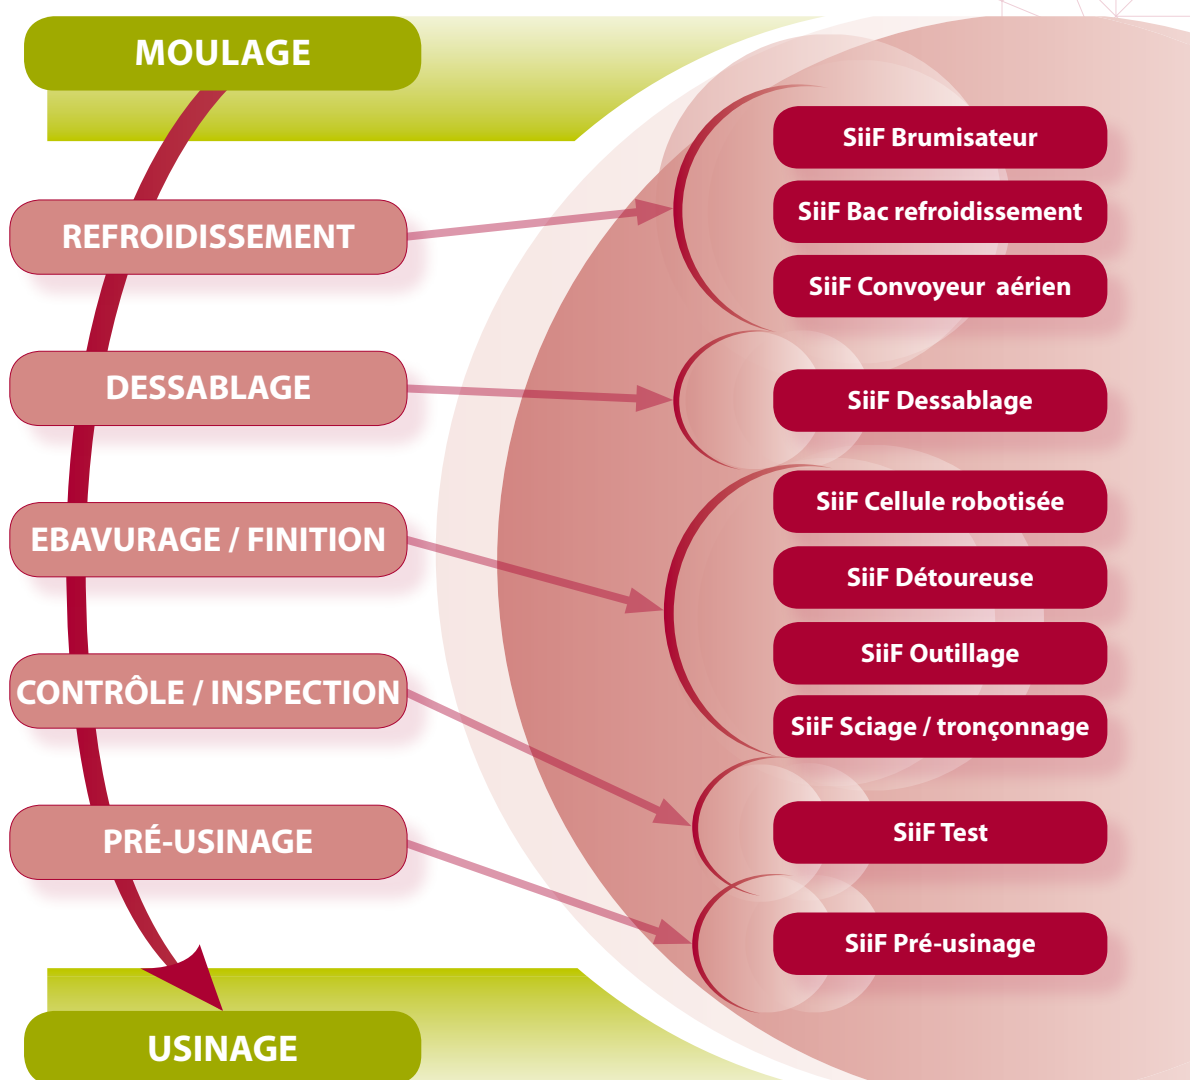 MOULAGE
REFROIDISSEMENT
SiiF Brumisateur
SiiF Bac refroidissement
SiiF Convoyeur aérien
DESSABLAGE
SiiF Dessablage
EBAVURAGE / FINITION
SiiF Cellule robotisée
SiiF Détoureuse
SiiF Outillage
SiiF Sciage / tronçonnage
CONTRÔLE / INSPECTION
SiiF Test
PRÉ-USINAGE
SiiF Pré-usinage
USINAGE